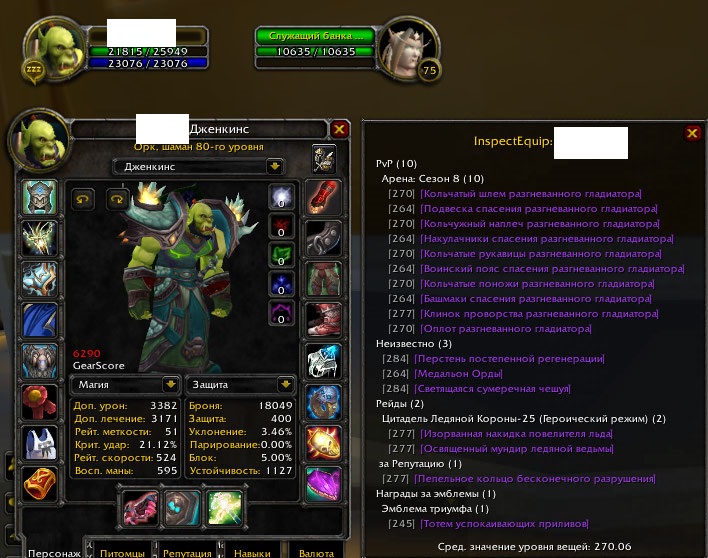 21815 / 25949
23076 / 23076
zzz
Служащий банка ...
10635 / 10635
75
Дженкинс
Орк, шаман 80-го уровня
Дженкинс
0
0
0
0
0
6290
GearScore
Магия
Защита
Доп. урон: 3382
Доп. лечение: 3171
Рейт. меткости: 51
Крит. удар: 21.12%
Рейт. скорости: 524
Восп. маны: 595
Броня: 18049
Защита: 400
Уклонение: 3.46%
Парирование: 0.00%
Блок: 5.00%
Устойчивость: 1127
Персонаж
Питомцы
Репутация
Навыки
Валюта
InspectEquip:
PvP (10)
Арена: Сезон 8 (10)
[270] [Кольчатый шлем разгневанного гладиатора]
[264] [Подвеска спасения разгневанного гладиатора]
[270] [Кольчужный наплеч разгневанного гладиатора]
[264] [Накулачники спасения разгневанного гладиатора]
[270] [Кольчатые рукавицы разгневанного гладиатора]
[264] [Воинский пояс спасения разгневанного гладиатора]
[270] [Кольчатые поножи разгневанного гладиатора]
[264] [Башмаки спасения разгневанного гладиатора]
[277] [Клинок проворства разгневанного гладиатора]
[270] [Оплот разгневанного гладиатора]
Неизвестно (3)
[284] [Перстень постепенной регенерации]
[264] [Медальон Орды]
[284] [Светящаяся сумеречная чешуя]
Рейды (2)
Цитадель Ледяной Короны-25 (Героический режим) (2)
[277] [Изорванная накидка повелителя льда]
[277] [Освященный мундир ледяной ведьмы]
за Репутацию (1)
[277] [Пепельное кольцо бесконечного разрушения]
Награды за эмблемы (1)
Эмблема триумфа (1)
[245] [Тотем успокаивающих приливов]
Сред. значение уровня вещей: 270.06